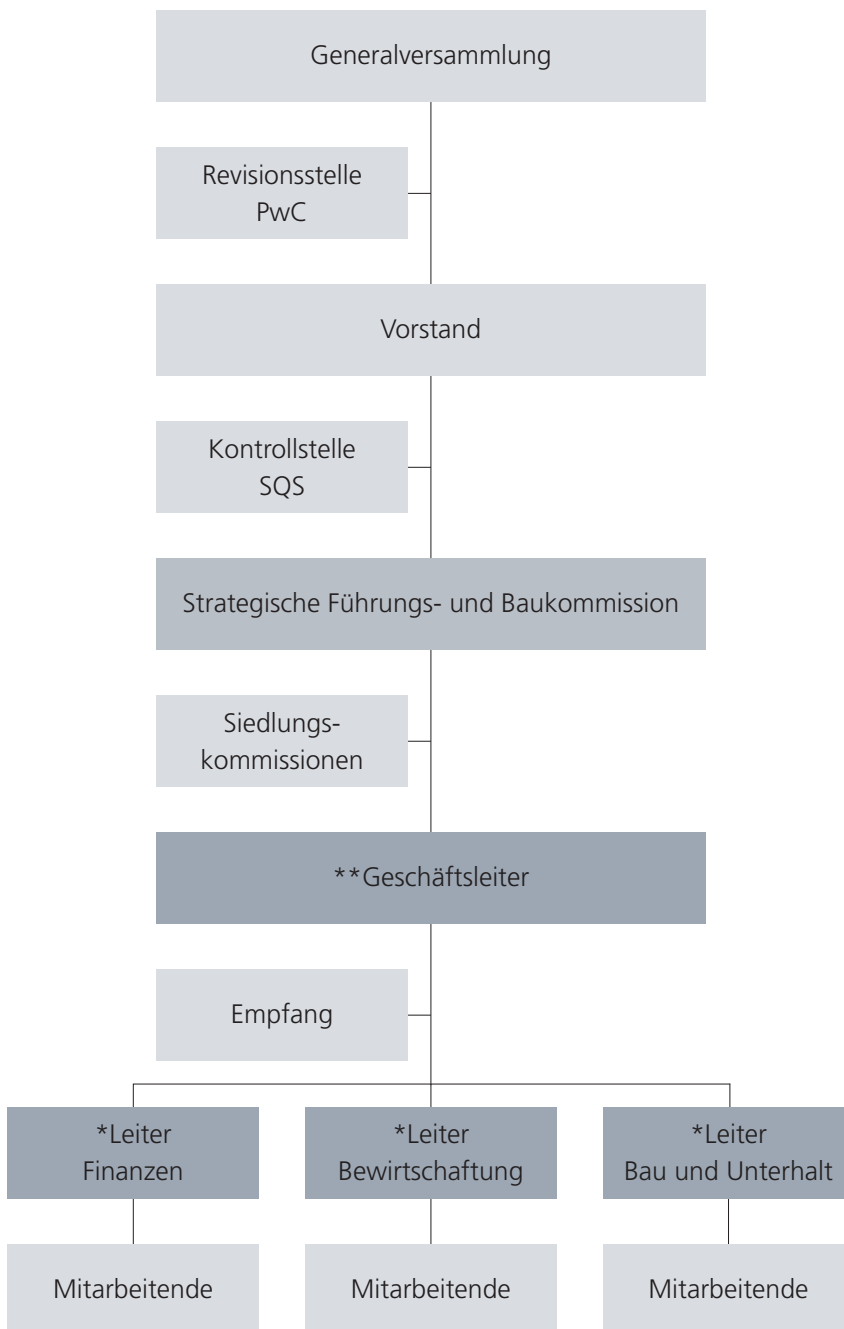 Generalversammlung
Revisionsstelle
PwC
Vorstand
Kontrollstelle
SQS
Strategische Führungs- und Baukommission
Siedlungs-
kommissionen
**Geschäftsleiter
Empfang
*Leiter
Finanzen
*Leiter
Bewirtschaftung
*Leiter
Bau und Unterhalt
Mitarbeitende
Mitarbeitende
Mitarbeitende